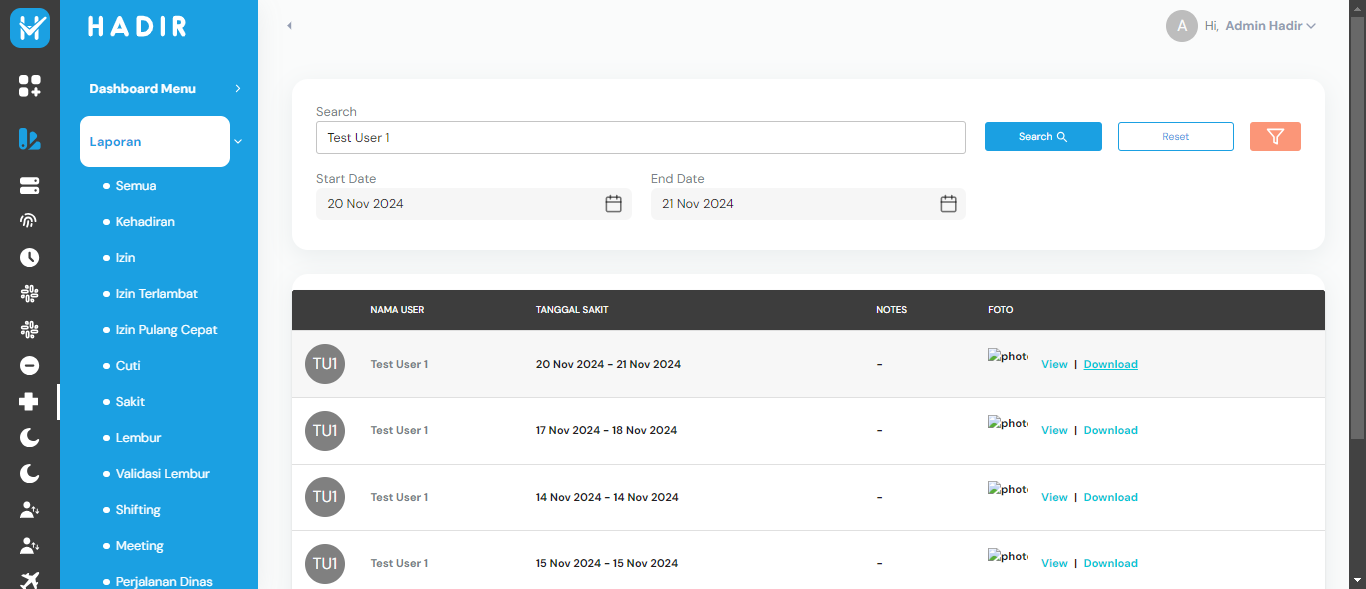 HADIR
Hi, Admin Hadir
A
Dashboard Menu
Laporan
Semua
Kehadiran
Izin
Izin Terlambat
Izin Pulang Cepat
Cuti
Sakit
Lembur
Validasi Lembur
Shifting
Meeting
Perjalanan Dinas
Search
Test User 1
Search
Reset
Start Date
End Date
20 Nov 2024
21 Nov 2024
NAMA USER TANGGAL SAKIT NOTES FOTO
TU1 Test User 1 20 Nov 2024 - 21 Nov 2024 - phot View | Download
TU1 Test User 1 17 Nov 2024 - 18 Nov 2024 - phot View | Download
TU1 Test User 1 14 Nov 2024 - 14 Nov 2024 - phot View | Download
TU1 Test User 1 15 Nov 2024 - 15 Nov 2024 - phot View | Download